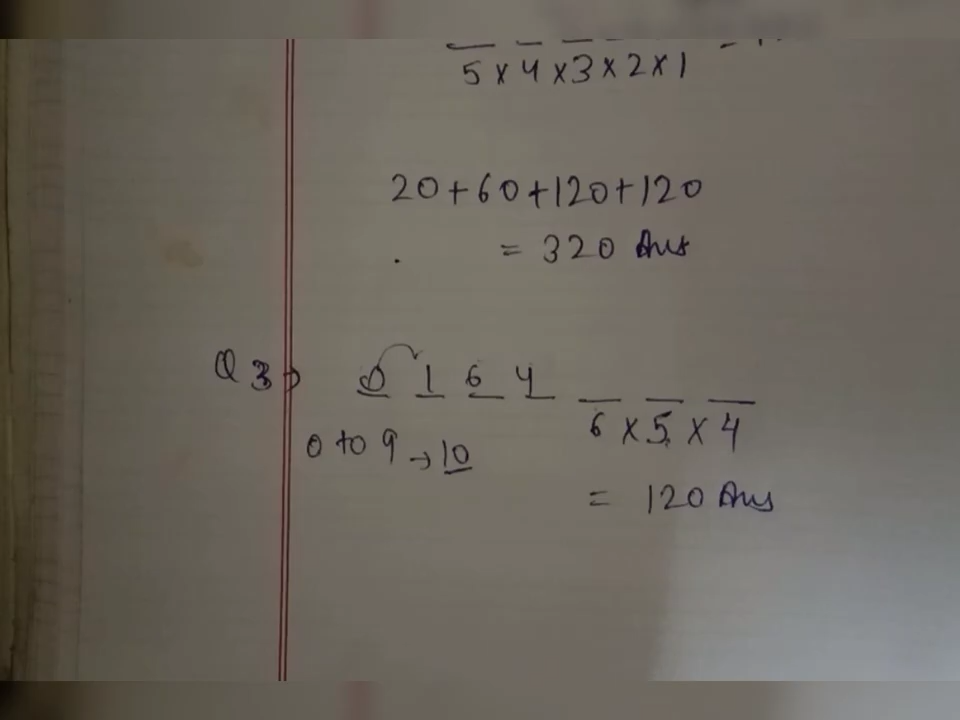 5 x 4 x 3 x 2 x 1
20+60+120+120
= 320 Ans
Q 3) 0 1 6 4
6 x 5 x 4
0 to 9 → 10
= 120 Ans